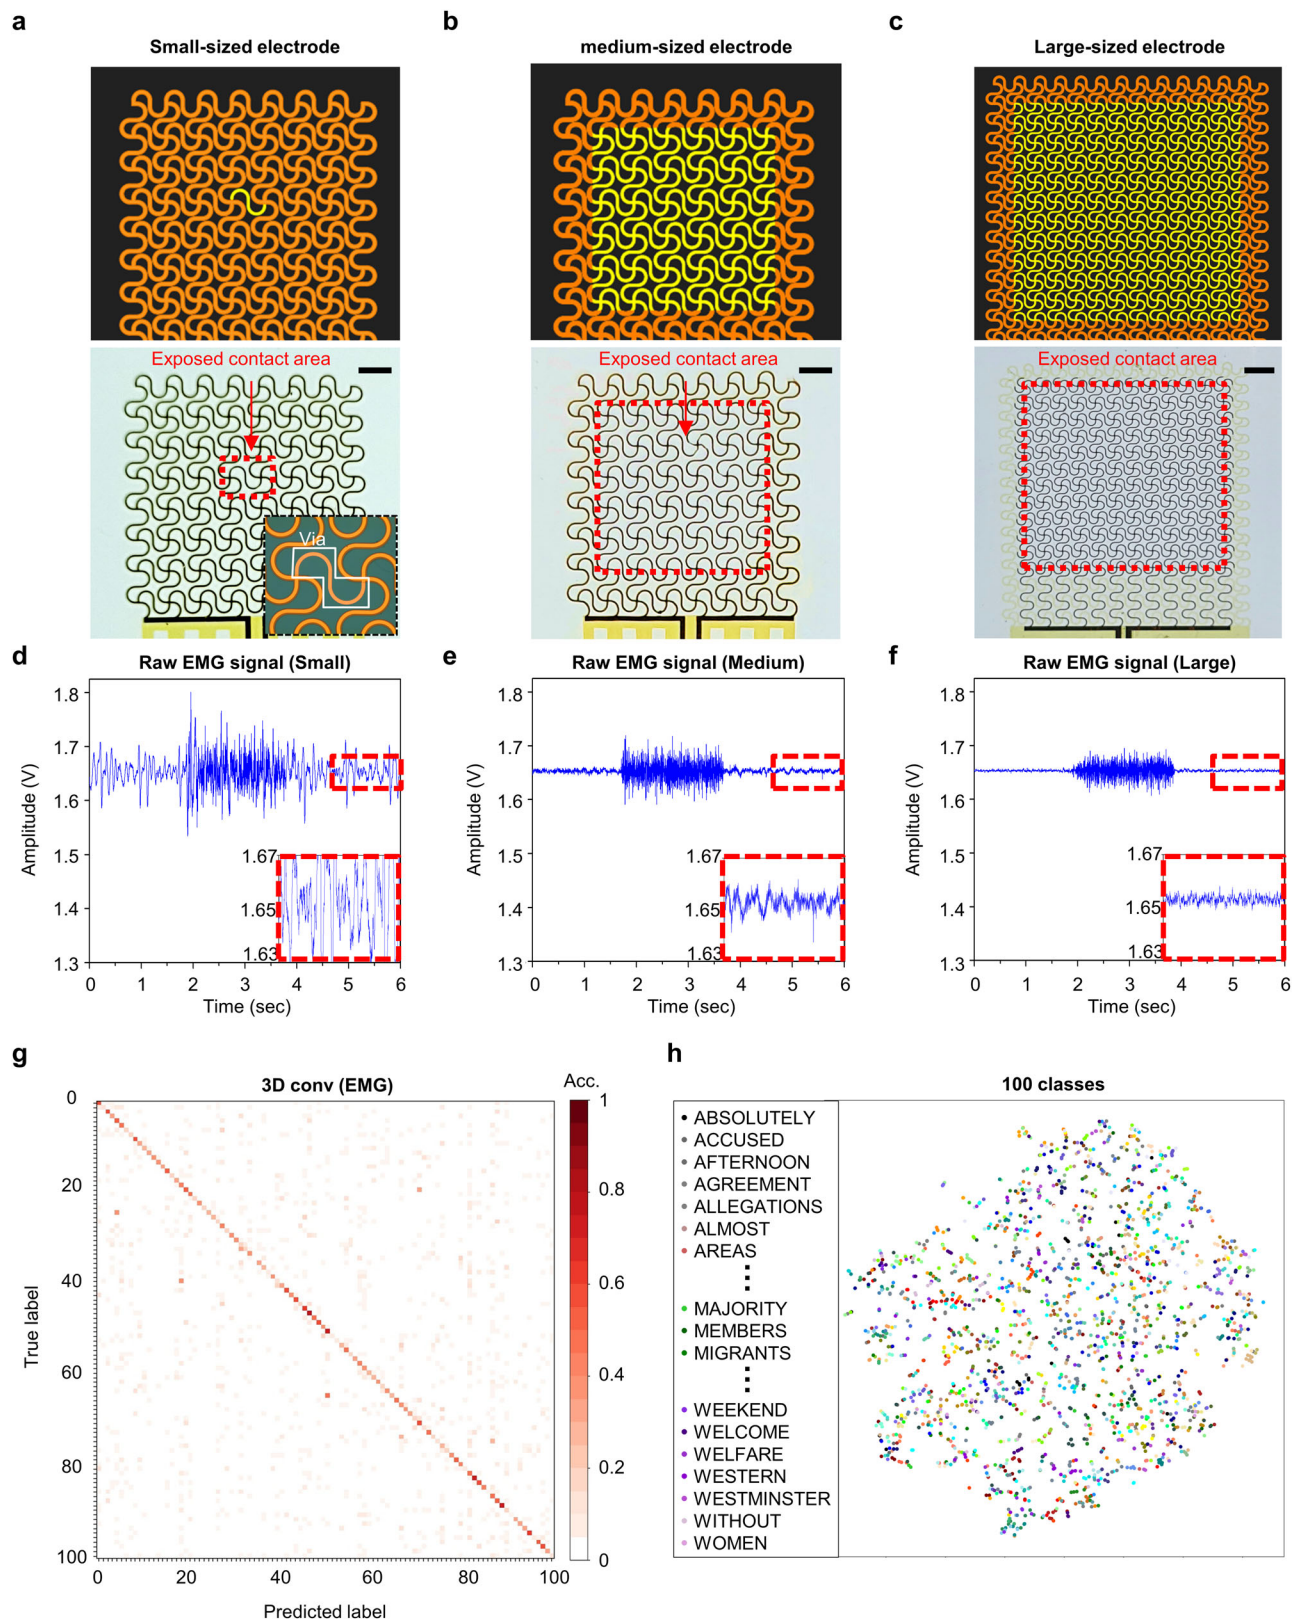 a
Small-sized electrode
b
medium-sized electrode
c
Large-sized electrode
Exposed contact area
Via
Exposed contact area
Exposed contact area
d
Raw EMG signal (Small)
1.8
1.7
1.6
1.5
1.4
1.3
Amplitude (V)
1.67
1.65
1.63
0 1 2 3 4 5 6
Time (sec)
e
Raw EMG signal (Medium)
1.8
1.7
1.6
1.5
1.4
1.3
Amplitude (V)
1.67
1.65
1.63
0 1 2 3 4 5 6
Time (sec)
f
Raw EMG signal (Large)
1.8
1.7
1.6
1.5
1.4
1.3
Amplitude (V)
1.67
1.65
1.63
0 1 2 3 4 5 6
Time (sec)
g
3D conv (EMG)
Acc.
0
20
40
60
80
100
True label
0 20 40 60 80 100
Predicted label
1
0.8
0.6
0.4
0.2
0
h
100 classes
ABSOLUTELY
ACCUSED
AFTERNOON
AGREEMENT
ALLEGATIONS
ALMOST
AREAS
MAJORITY
MEMBERS
MIGRANTS
WEEKEND
WELCOME
WELFARE
WESTERN
WESTMINSTER
WITHOUT
WOMEN